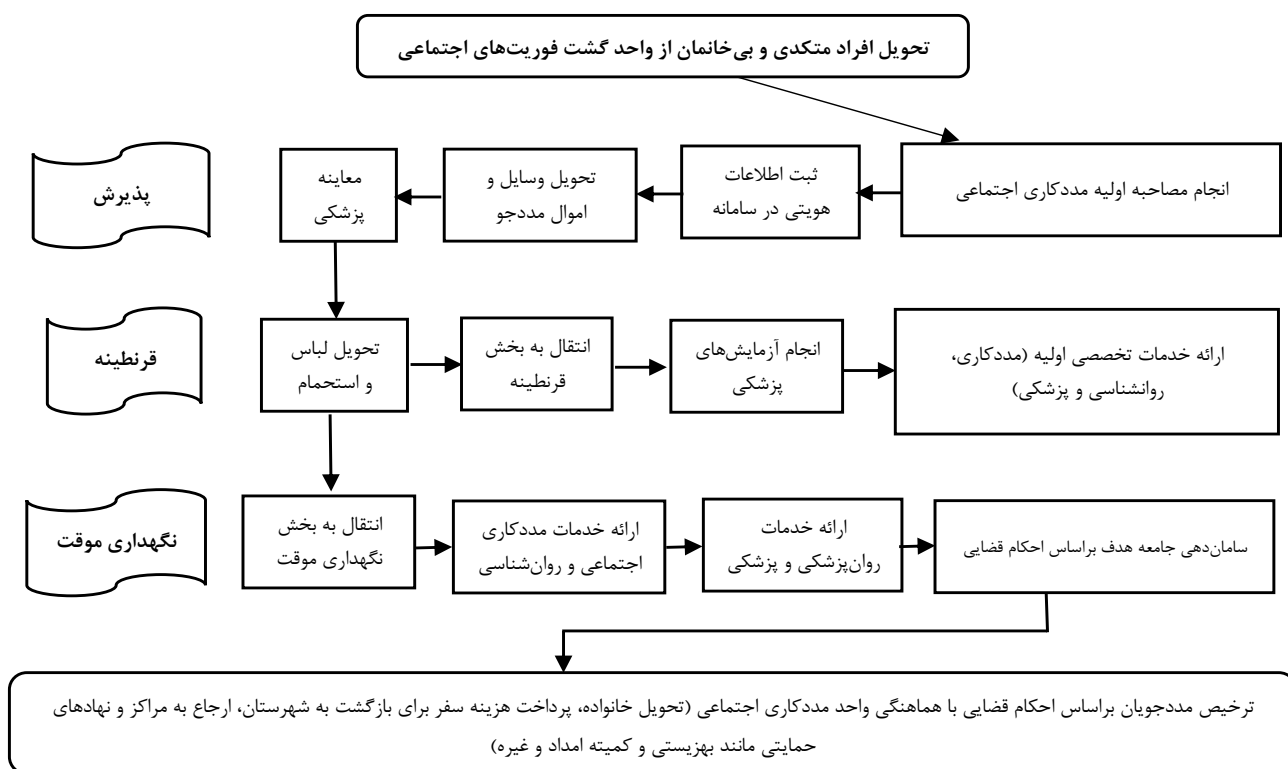 تحویل افراد متکدی و بی‌خانمان از واحد گشت فوریت‌های اجتماعی
پذیرش
انجام مصاحبه اولیه مددکاری اجتماعی
ثبت اطلاعات
هویتی در سامانه
تحویل وسایل و
اموال مددجو
معاینه
پزشکی
قرنطینه
تحویل لباس
و استحمام
انتقال به بخش
قرنطینه
انجام آزمایش‌های
پزشکی
ارائه خدمات تخصصی اولیه (مددکاری،
روانشناسی و پزشکی)
نگهداری موقت
انتقال به بخش
نگهداری موقت
ارائه خدمات مددکاری
اجتماعی و روان‌شناسی
ارائه خدمات
روان‌پزشکی و پزشکی
سامان‌دهی جامعه هدف براساس احکام قضایی
ترخیص مددجویان براساس احکام قضایی با هماهنگی واحد مددکاری اجتماعی (تحویل خانواده، پرداخت هزینه سفر برای بازگشت به شهرستان، ارجاع به مراکز و نهادهای
حمایتی مانند بهزیستی و کمیته امداد و غیره)